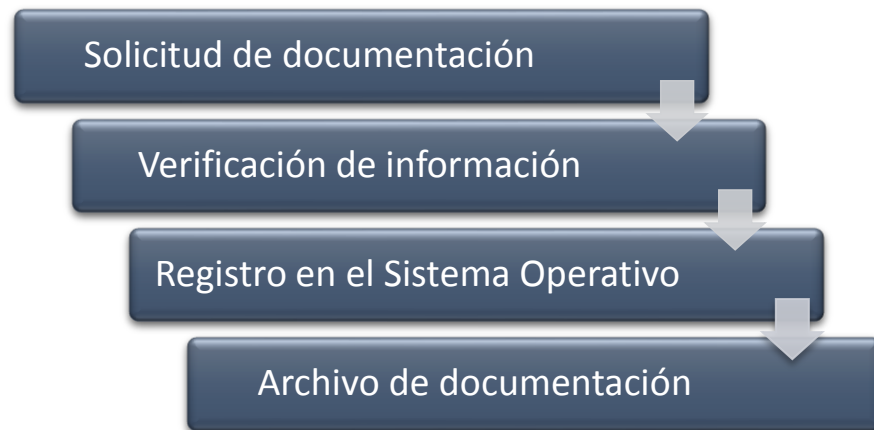 Solicitud de documentación
Verificación de información
Registro en el Sistema Operativo
Archivo de documentación